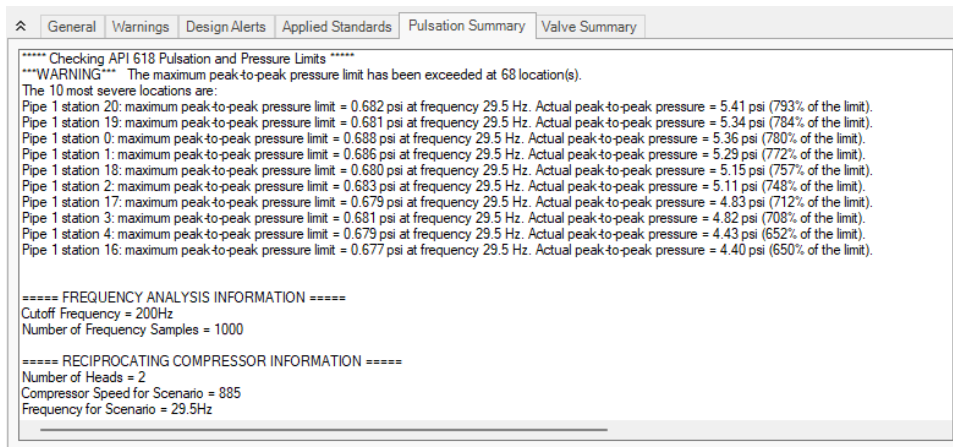 General Warnings Design Alerts Applied Standards Pulsation Summary Valve Summary
***** Checking API 618 Pulsation and Pressure Limits *****
***WARNING*** The maximum peak-to-peak pressure limit has been exceeded at 68 location(s).
The 10 most severe locations are:
Pipe 1 station 20: maximum peak-to-peak pressure limit = 0.682 psi at frequency 29.5 Hz. Actual peak-to-peak pressure = 5.41 psi (793% of the limit).
Pipe 1 station 19: maximum peak-to-peak pressure limit = 0.681 psi at frequency 29.5 Hz. Actual peak-to-peak pressure = 5.34 psi (784% of the limit).
Pipe 1 station 0: maximum peak-to-peak pressure limit = 0.688 psi at frequency 29.5 Hz. Actual peak-to-peak pressure = 5.36 psi (780% of the limit).
Pipe 1 station 1: maximum peak-to-peak pressure limit = 0.686 psi at frequency 29.5 Hz. Actual peak-to-peak pressure = 5.29 psi (772% of the limit).
Pipe 1 station 18: maximum peak-to-peak pressure limit = 0.680 psi at frequency 29.5 Hz. Actual peak-to-peak pressure = 5.15 psi (757% of the limit).
Pipe 1 station 2: maximum peak-to-peak pressure limit = 0.683 psi at frequency 29.5 Hz. Actual peak-to-peak pressure = 5.11 psi (748% of the limit).
Pipe 1 station 17: maximum peak-to-peak pressure limit = 0.679 psi at frequency 29.5 Hz. Actual peak-to-peak pressure = 4.83 psi (712% of the limit).
Pipe 1 station 3: maximum peak-to-peak pressure limit = 0.681 psi at frequency 29.5 Hz. Actual peak-to-peak pressure = 4.82 psi (708% of the limit).
Pipe 1 station 4: maximum peak-to-peak pressure limit = 0.679 psi at frequency 29.5 Hz. Actual peak-to-peak pressure = 4.43 psi (652% of the limit).
Pipe 1 station 16: maximum peak-to-peak pressure limit = 0.677 psi at frequency 29.5 Hz. Actual peak-to-peak pressure = 4.40 psi (650% of the limit).
===== FREQUENCY ANALYSIS INFORMATION =====
Cutoff Frequency = 200Hz
Number of Frequency Samples = 1000
===== RECIPROCATING COMPRESSOR INFORMATION =====
Number of Heads = 2
Compressor Speed for Scenario = 885
Frequency for Scenario = 29.5Hz